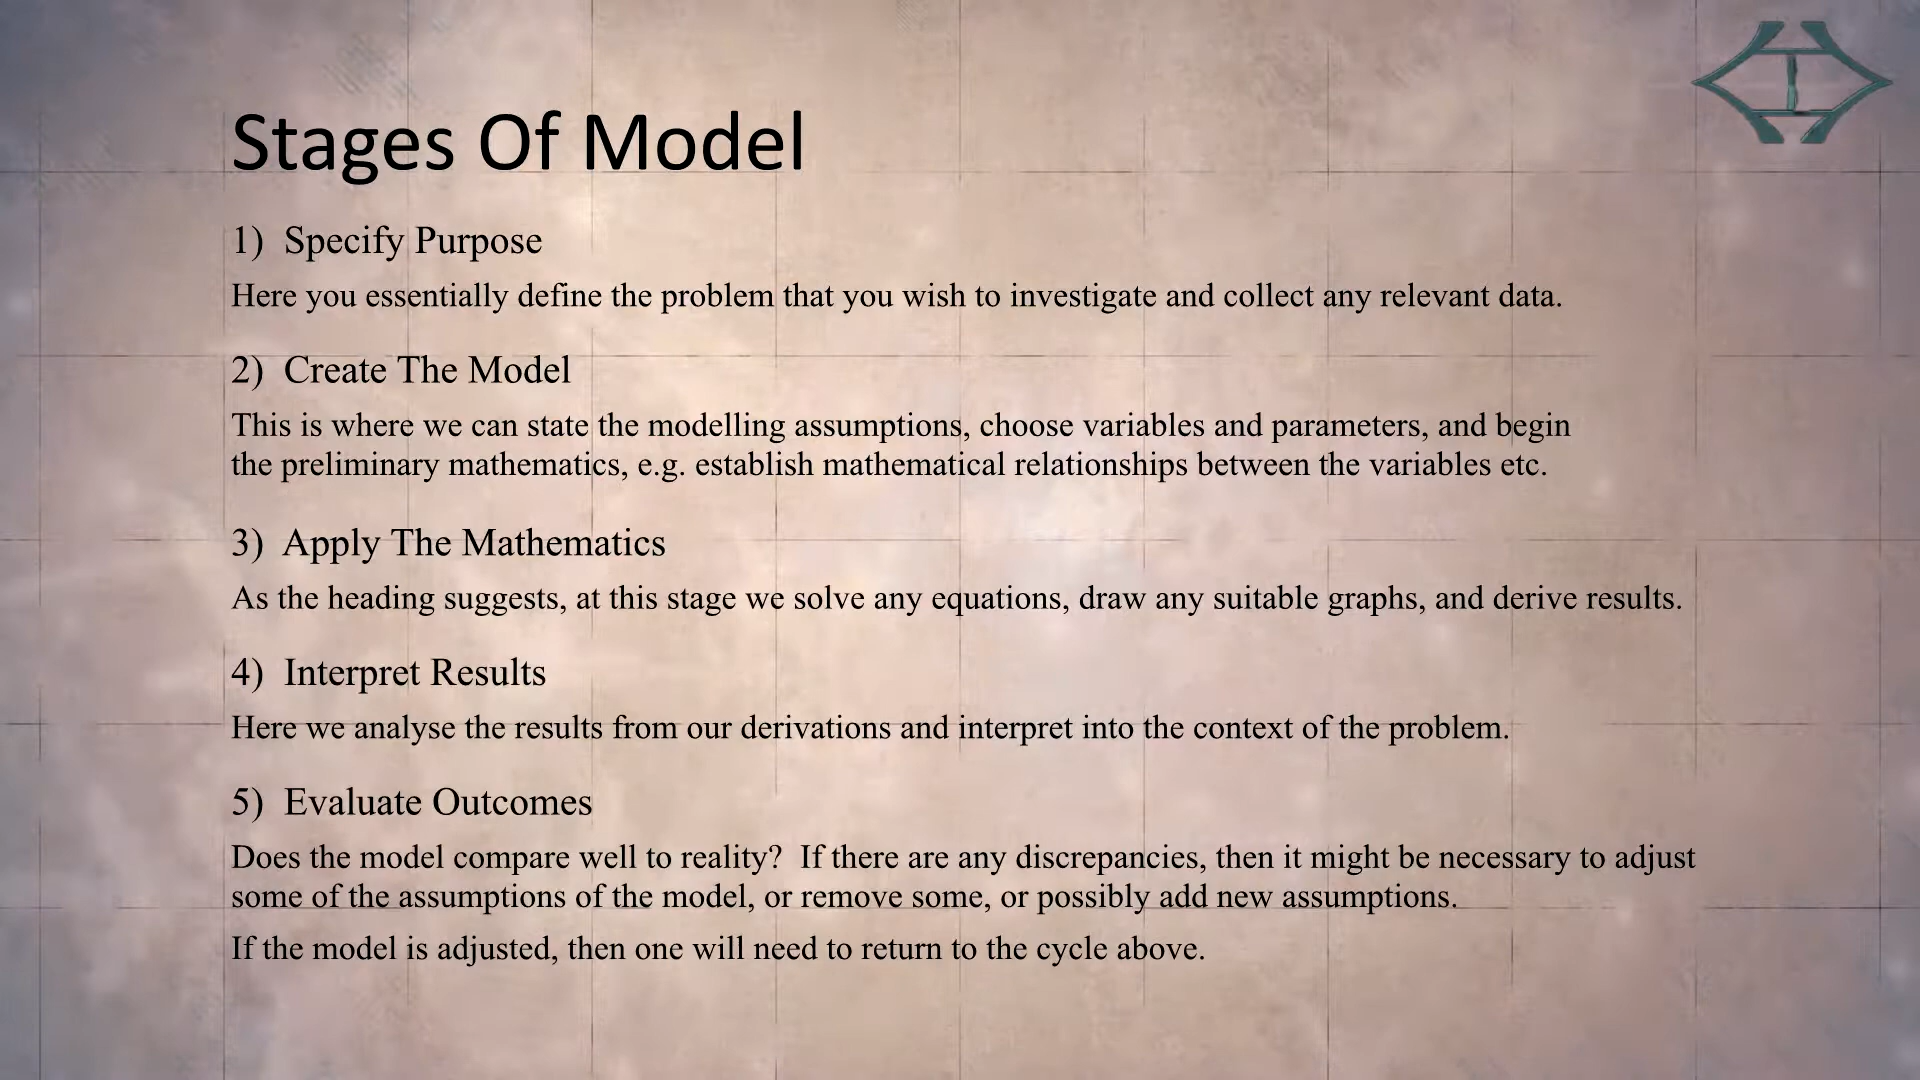 Stages Of Model
1) Specify Purpose
Here you essentially define the problem that you wish to investigate and collect any relevant data.
2) Create The Model
This is where we can state the modelling assumptions, choose variables and parameters, and begin
the preliminary mathematics, e.g. establish mathematical relationships between the variables etc.
3) Apply The Mathematics
As the heading suggests, at this stage we solve any equations, draw any suitable graphs, and derive results.
4) Interpret Results
Here we analyse the results from our derivations and interpret into the context of the problem.
5) Evaluate Outcomes
Does the model compare well to reality? If there are any discrepancies, then it might be necessary to adjust
some of the assumptions of the model, or remove some, or possibly add new assumptions.
If the model is adjusted, then one will need to return to the cycle above.